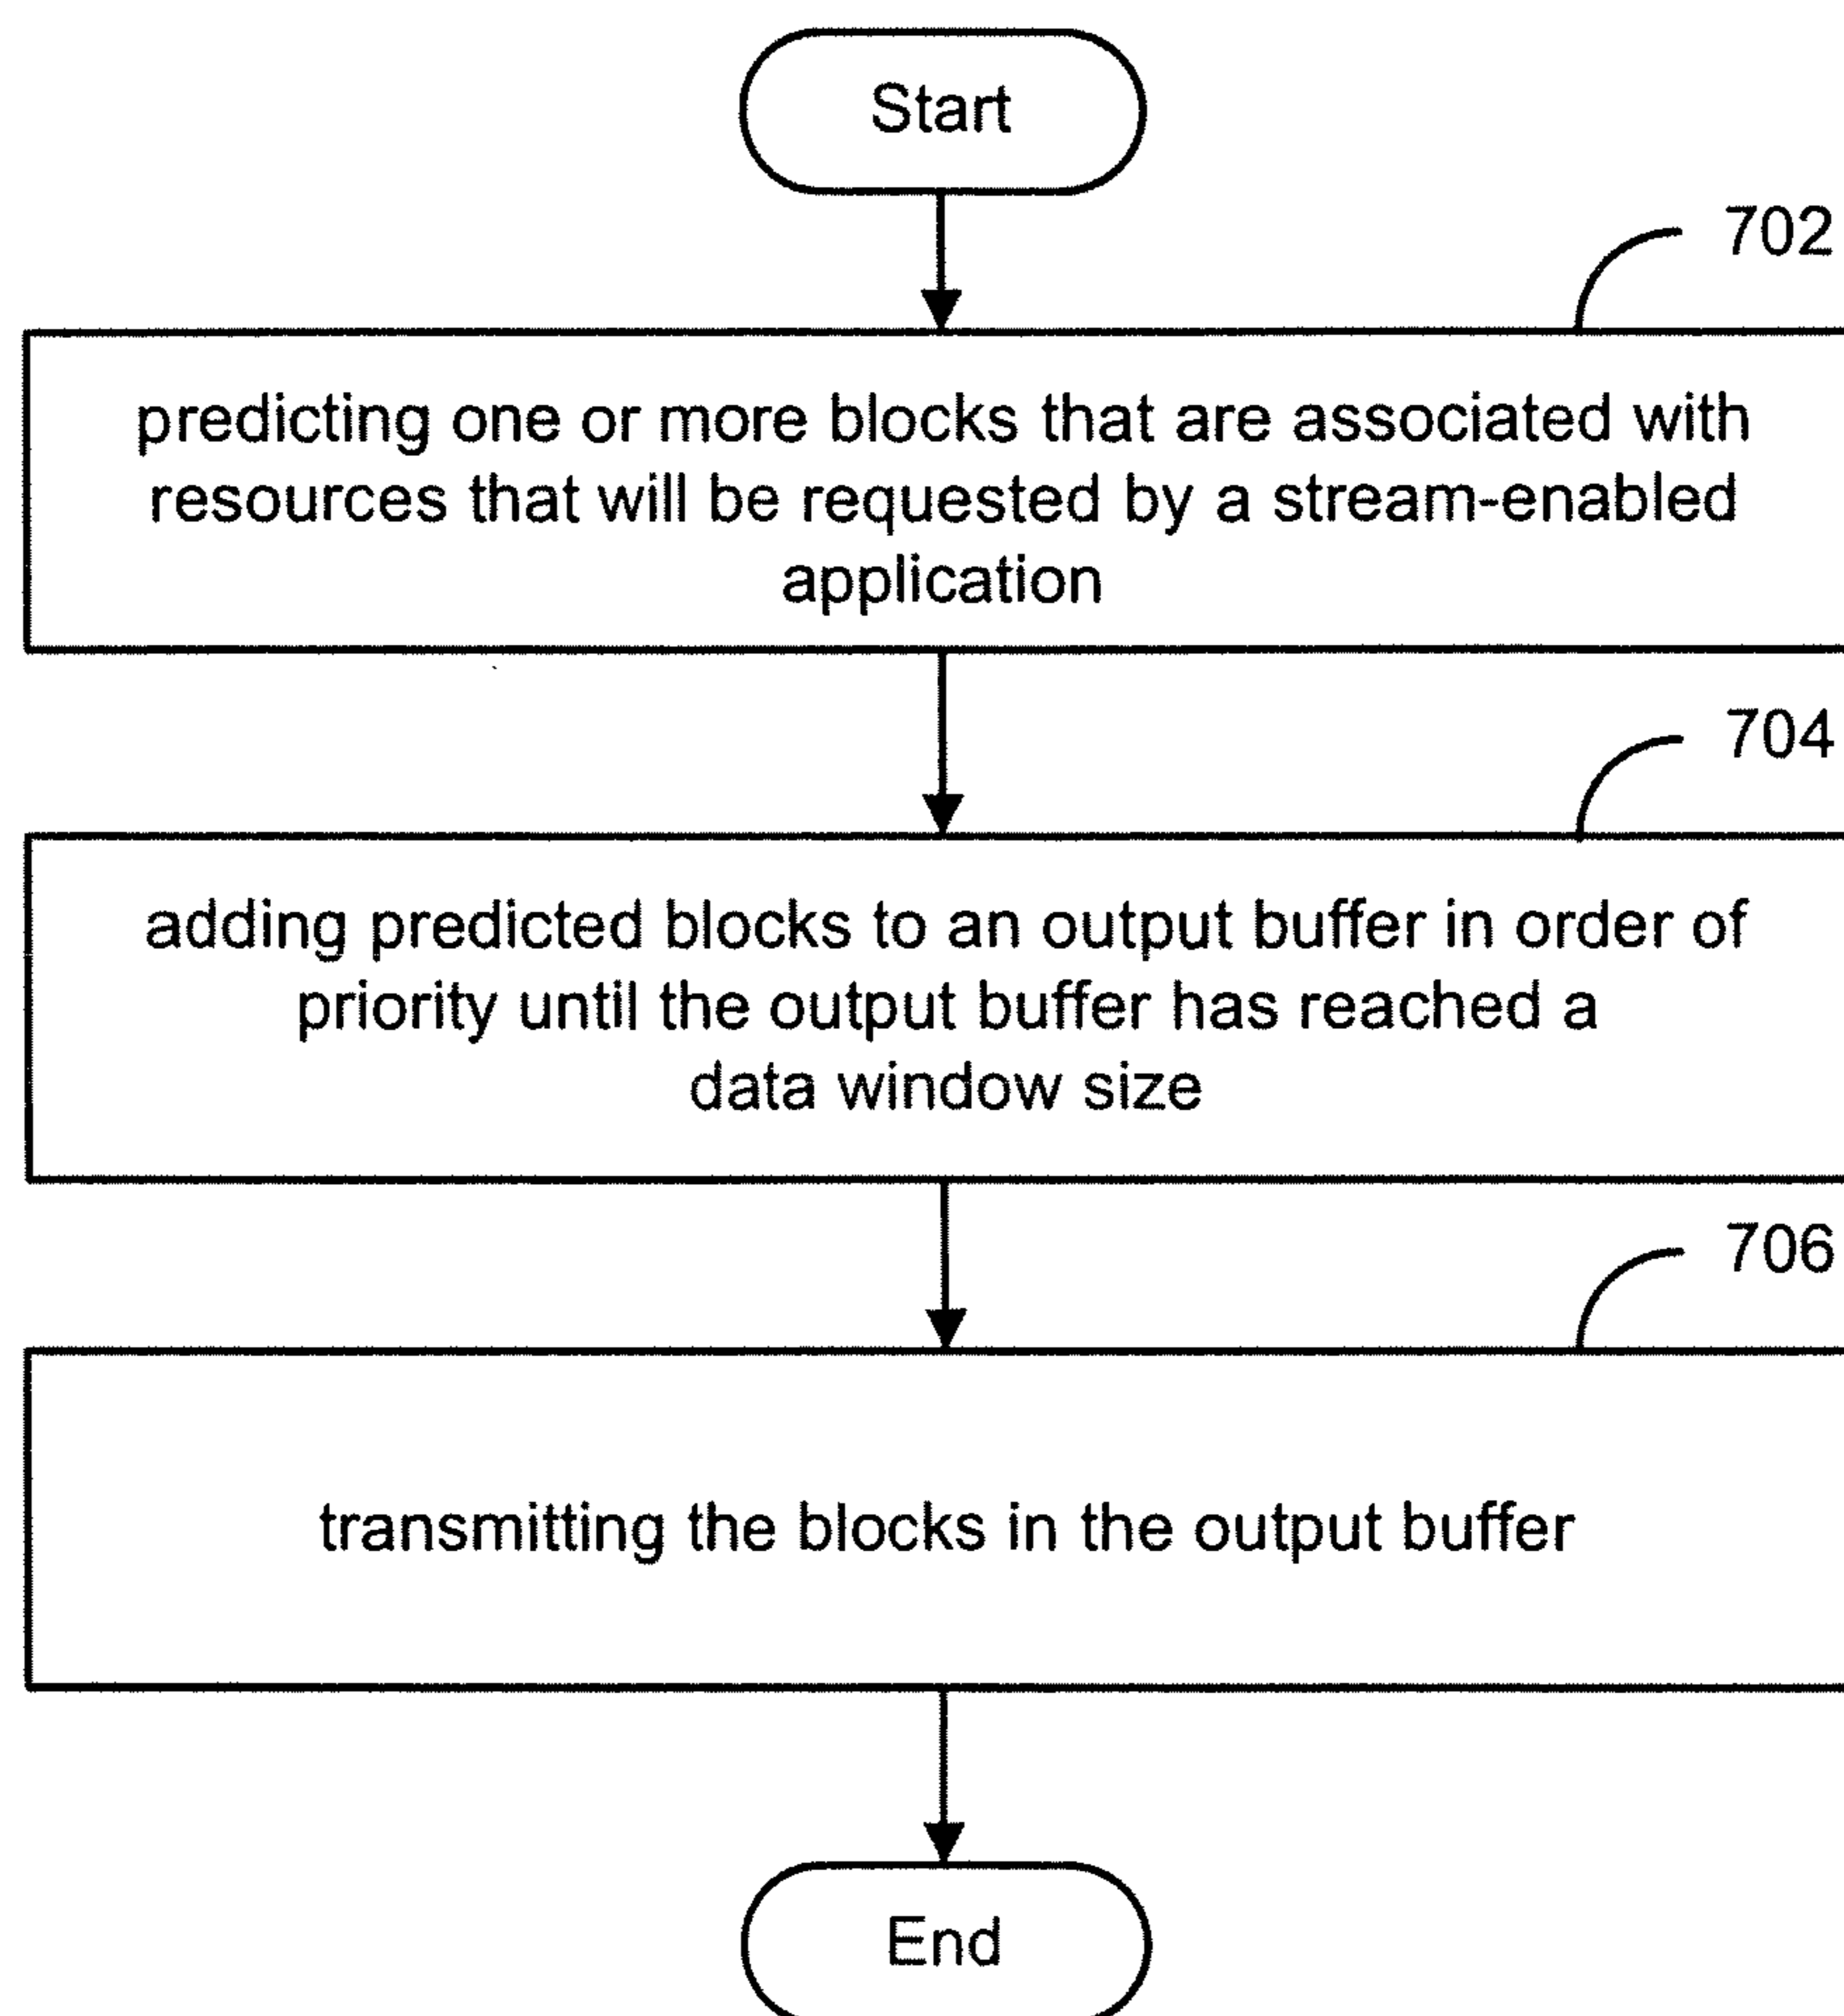 Start
702
predicting one or more blocks that are associated with
resources that will be requested by a stream-enabled
application
704
adding predicted blocks to an output buffer in order of
priority until the output buffer has reached a
data window size
706
transmitting the blocks in the output buffer
End